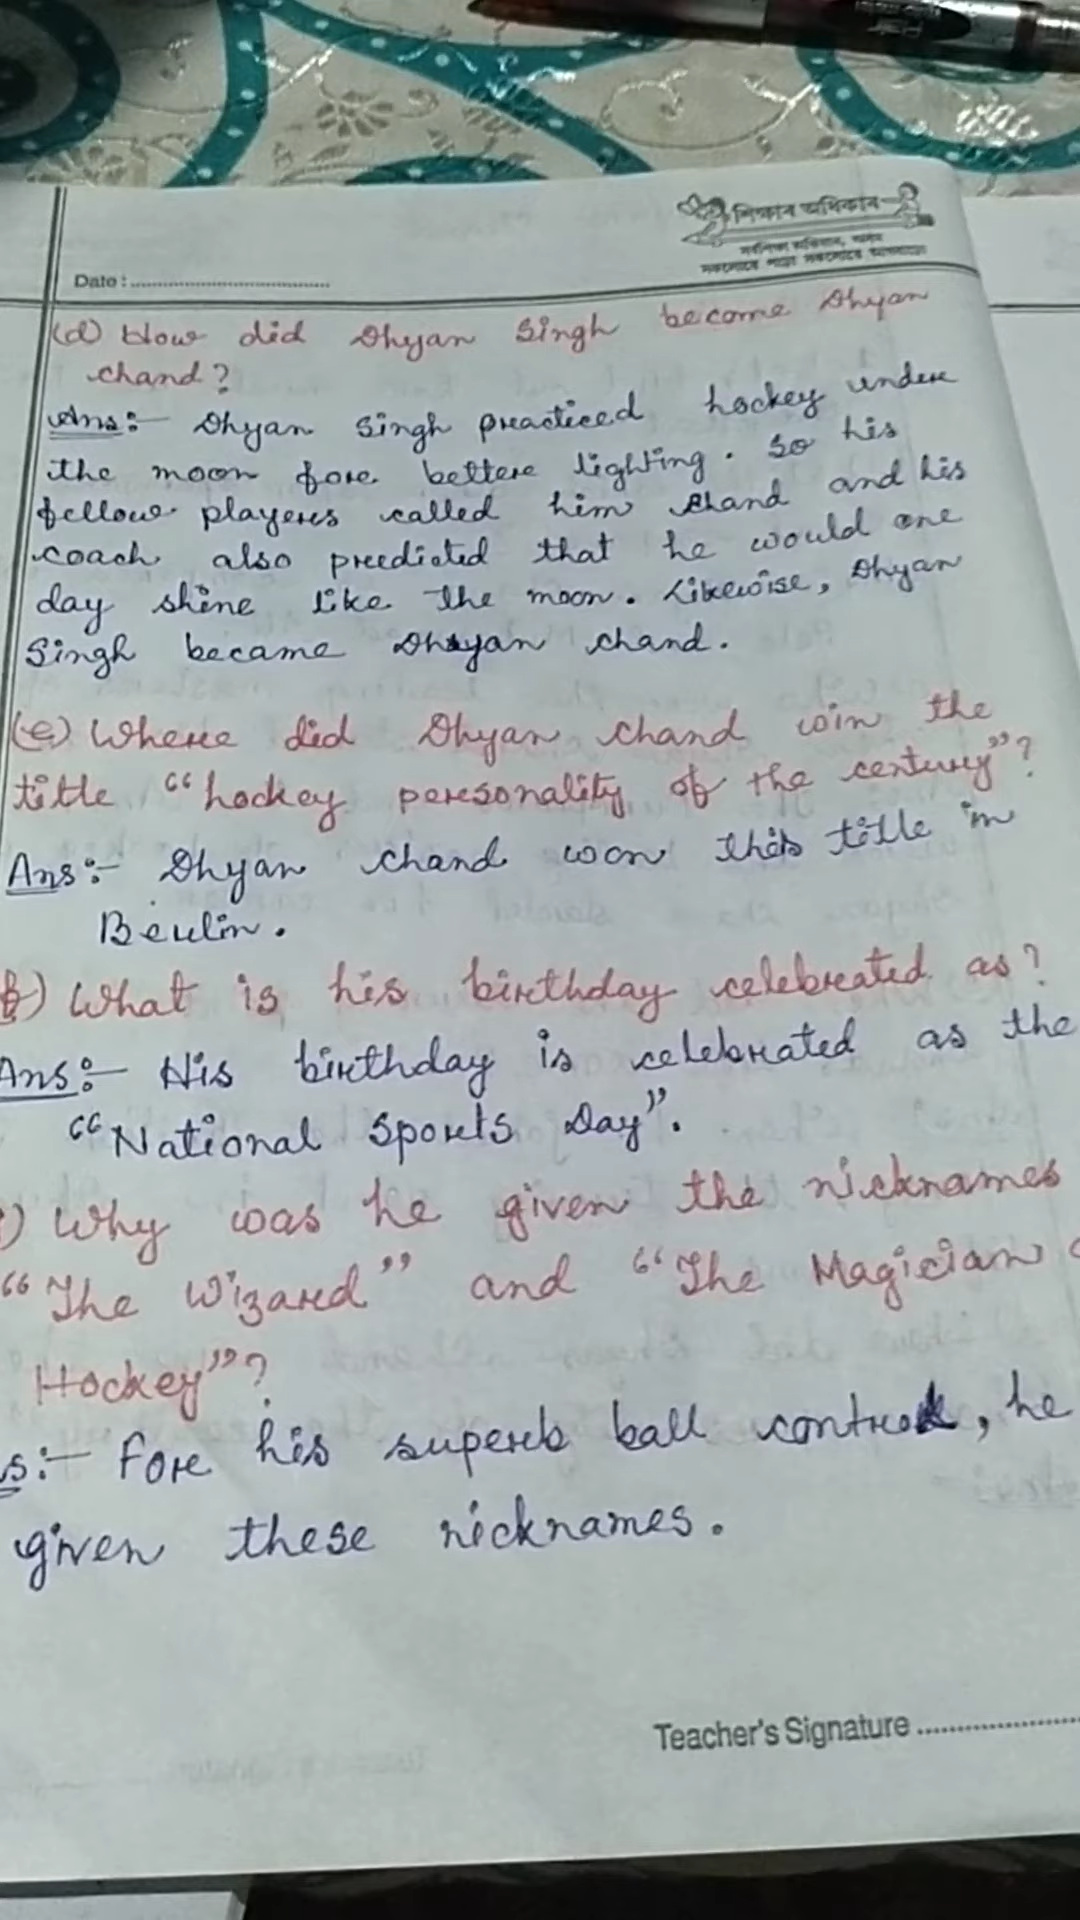 শিক্ষাৰ অধিকাৰ
Date :
(d) How did Dhyan Singh become Dhyan
chand?
Ans:- Dhyan Singh practiced hockey under
the moon for better lighting. So his
fellow players called him chand and his
coach also predicted that he would one
day shine like the moon. Likewise, Dhyan
Singh became Dhyan chand.
(e) Where did Dhyan chand win the
title "hockey personality of the century"?
Ans:- Dhyan chand won this title in
Berlin.
) What is his birthday celebrated as?
Ans:- His birthday is celebrated as the
"National Sports Day".
) Why was he given the nicknames
"The Wizard" and "The Magician
Hockey"?
s:- For his superb ball control, he
given these nicknames.
Teacher's Signature